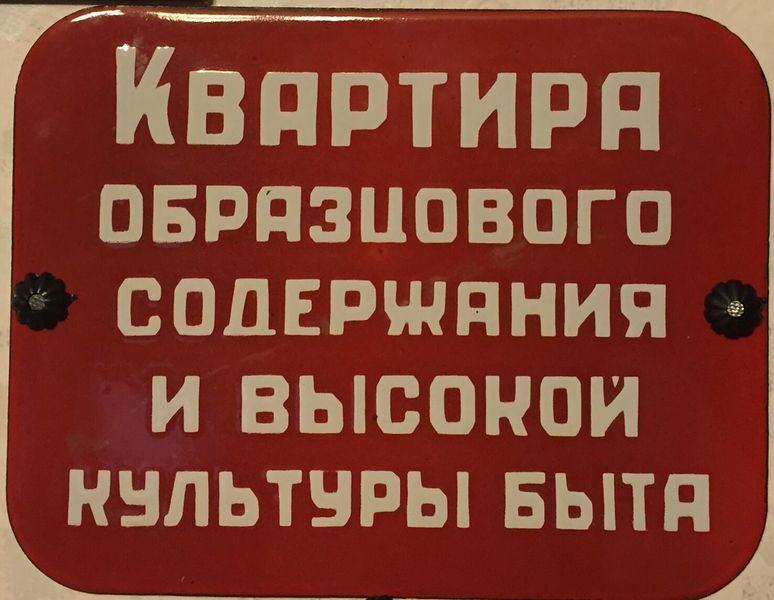 Квартира
образцового
содержания
и высокой
культуры быта